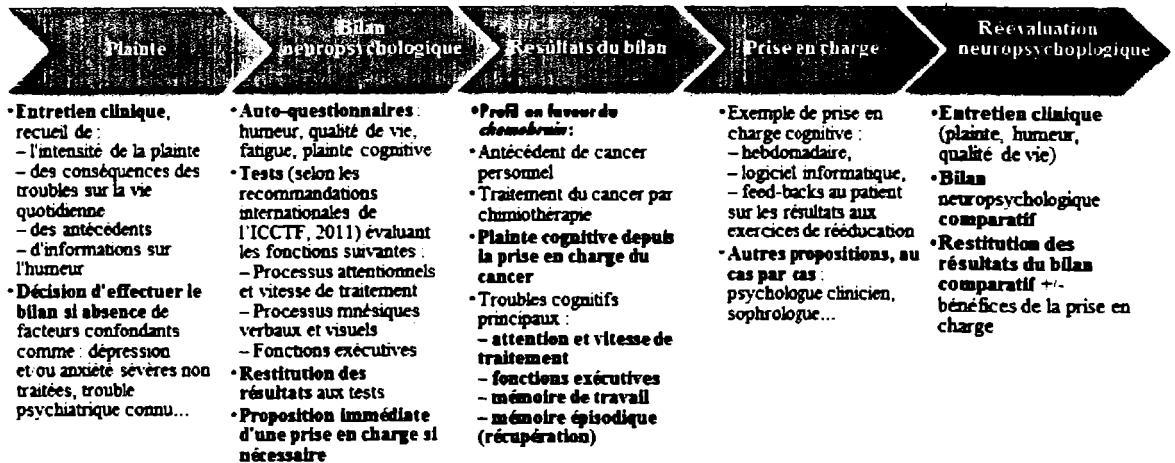 Plainte
Bilan
neuropsychologique
Résultats du bilan
Prise en charge
Réévaluation
neuropsychoplogique
• Entretien clinique,
recueil de :
– l'intensité de la plainte
– des conséquences des
troubles sur la vie
quotidienne
– des antécédents
– d'informations sur
l'humeur
• Décision d'effectuer le
bilan si absence de
facteurs confondants
comme : dépression
et/ou anxiété sévères non
traitées, trouble
psychiatrique connu...
• Auto-questionnaires :
humeur, qualité de vie,
fatigue, plainte cognitive
• Tests (selon les
recommandations
internationales de
l'ICCTF, 2011) évaluant
les fonctions suivantes :
– Processus attentionnels
et vitesse de traitement
– Processus mnésiques
verbaux et visuels
– Fonctions exécutives
• Restitution des
résultats aux tests
• Proposition immédiate
d'une prise en charge si
nécessaire
• Profil en faveur du
chemobrain :
• Antécédent de cancer
personnel
• Traitement du cancer par
chimiothérapie
• Plainte cognitive depuis
la prise en charge du
cancer
• Troubles cognitifs
principaux :
– attention et vitesse de
traitement
– fonctions exécutives
– mémoire de travail
– mémoire épisodique
(récupération)
• Exemple de prise en
charge cognitive :
– hebdomadaire,
– logiciel informatique,
– feed-backs au patient
sur les résultats aux
exercices de rééducation
• Autres propositions, au
cas par cas :
psychologue clinicien,
sophrologue...
• Entretien clinique
(plainte, humeur,
qualité de vie)
• Bilan
neuropsychologique
comparatif
• Restitution des
résultats du bilan
comparatif +/-
bénéfices de la prise en
charge